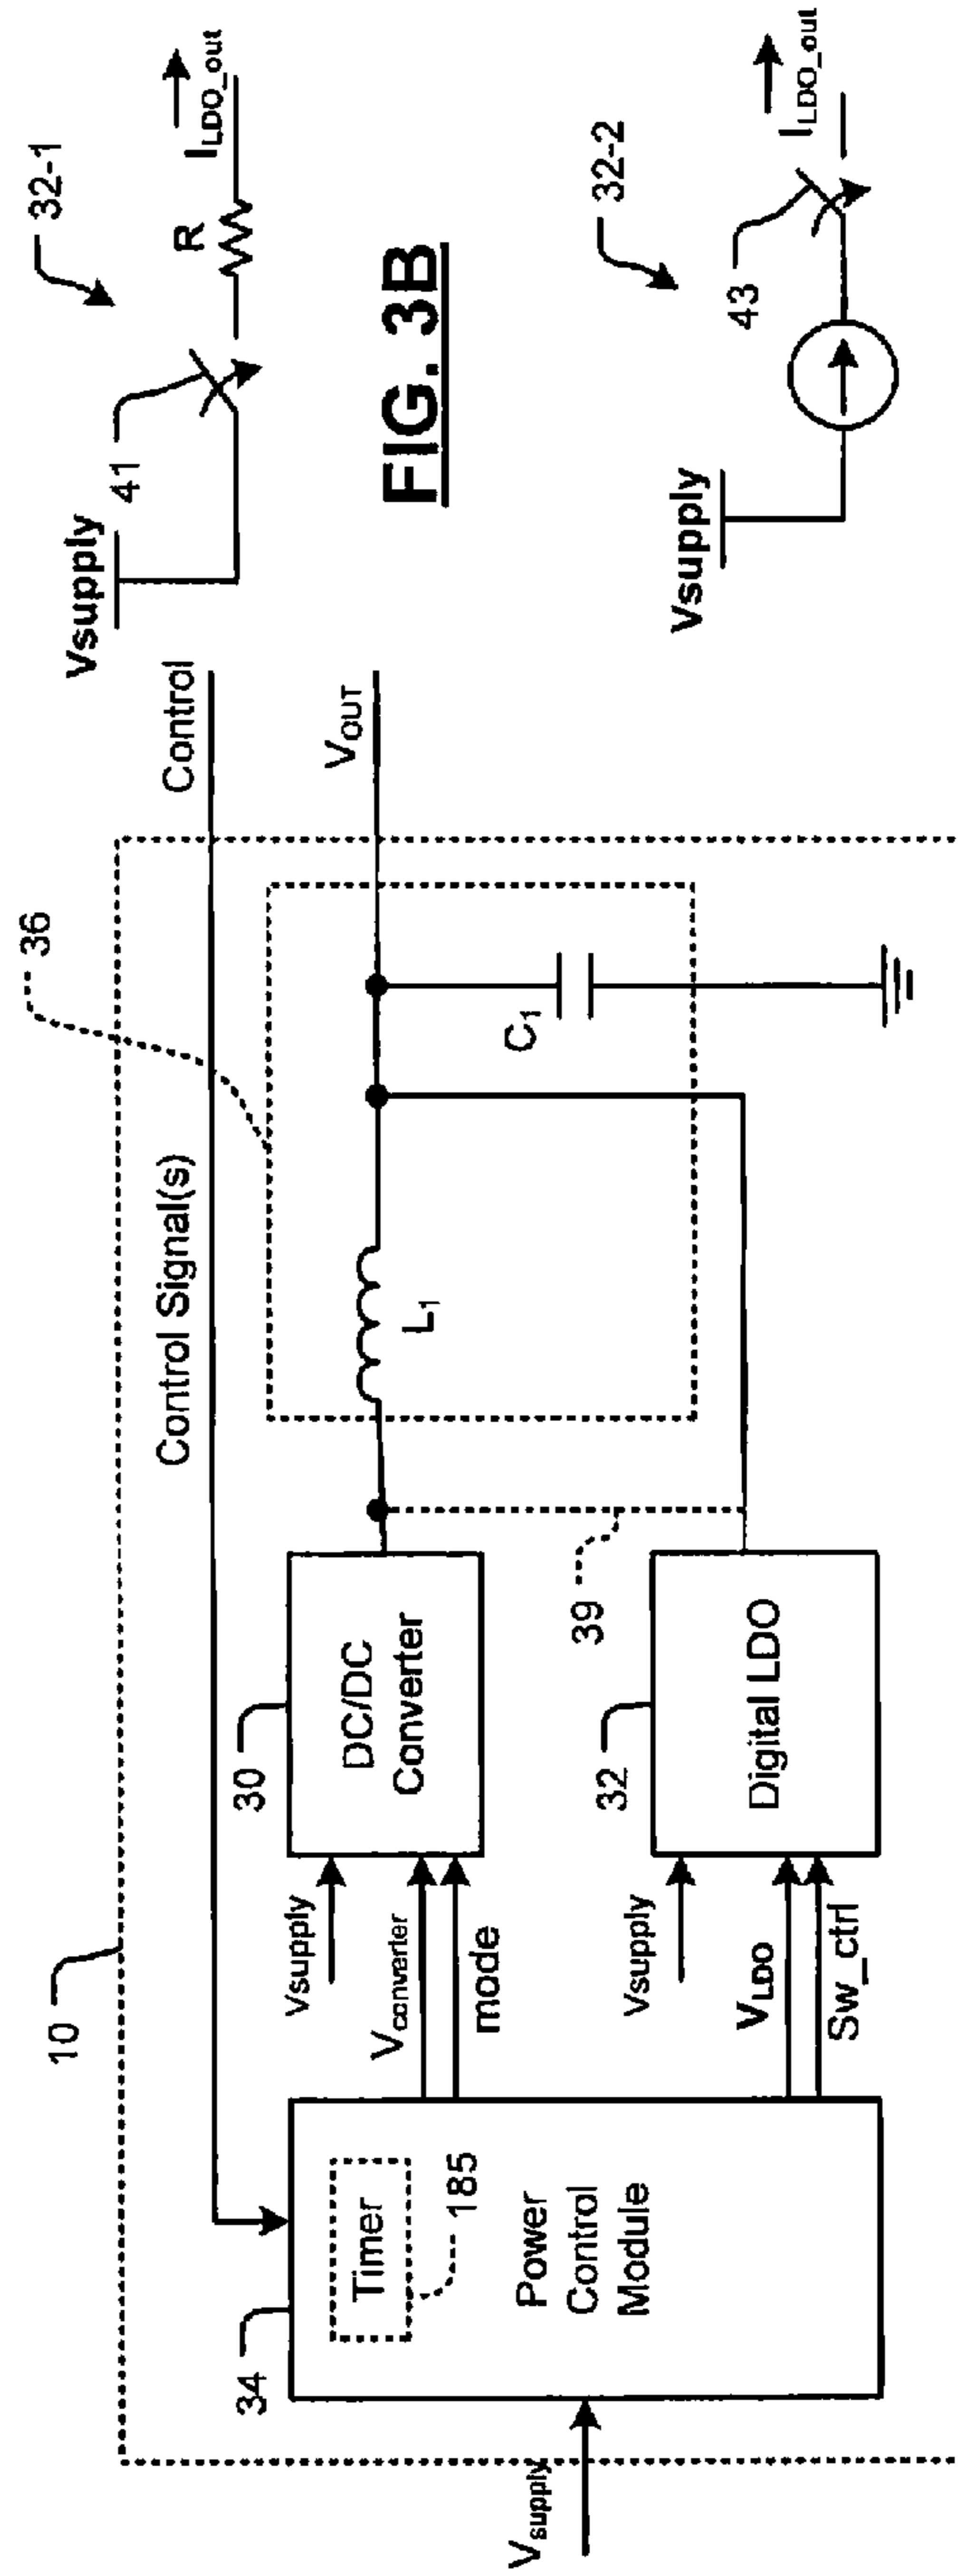 10
36
Control Signal(s)
Control
34
Timer
185
Power
Control
Module
Vsupply
30
Vsupply
Vconverter
mode
DC/DC
Converter
L1
C1
VOUT
39
32
Vsupply
VLDO
Sw_ctrl
Digital LDO
Vsupply
41
32-1
R
ILDO_out
FIG. 3B
Vsupply
43
32-2
ILDO_out